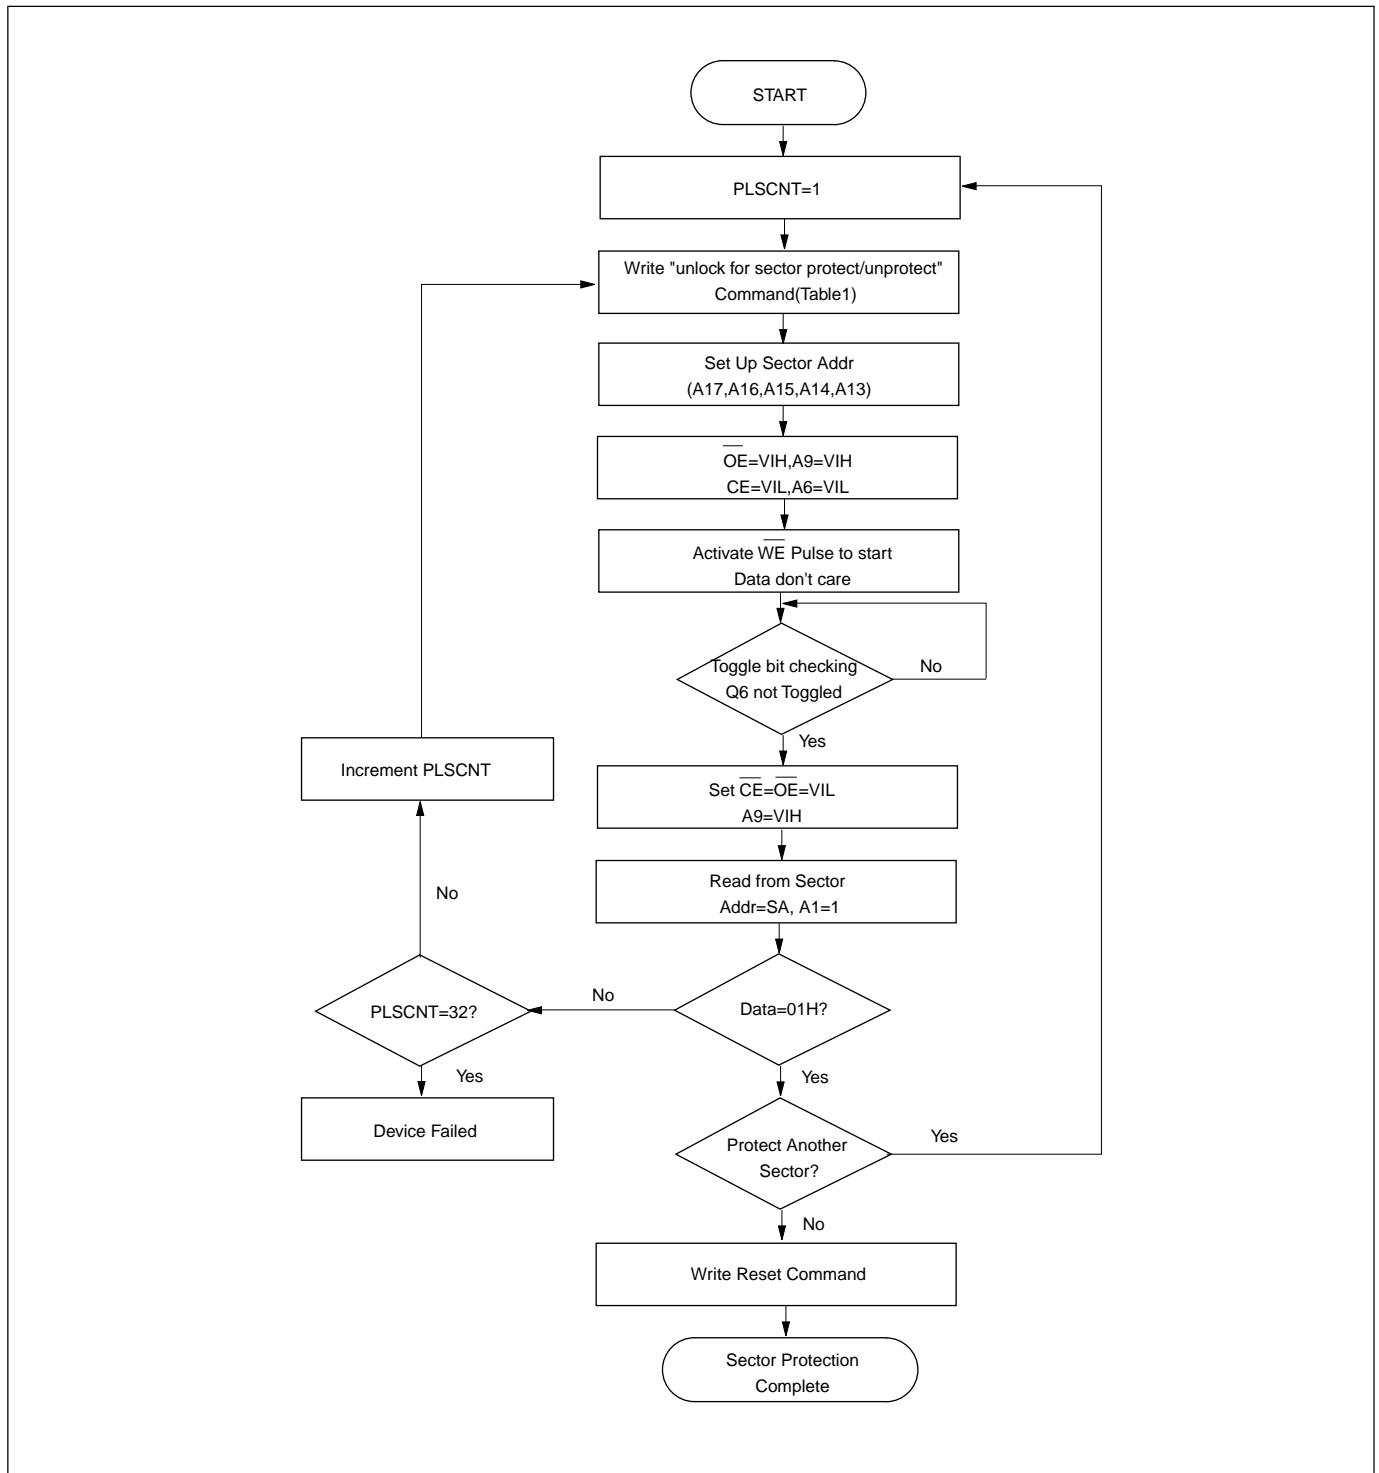 START
PLSCNT=1
Write "unlock for sector protect/unprotect"
Command(Table1)
Set Up Sector Addr
(A17,A16,A15,A14,A13)
O̅E̅=VIH,A9=VIH
CE=VIL,A6=VIL
Activate W̅E̅ Pulse to start
Data don't care
Toggle bit checking
Q6 not Toggled
No
Yes
Set C̅E̅=O̅E̅=VIL
A9=VIH
Increment PLSCNT
Read from Sector
Addr=SA, A1=1
No
Data=01H?
No
PLSCNT=32?
Yes
Yes
Device Failed
Protect Another
Sector?
Yes
No
Write Reset Command
Sector Protection
Complete